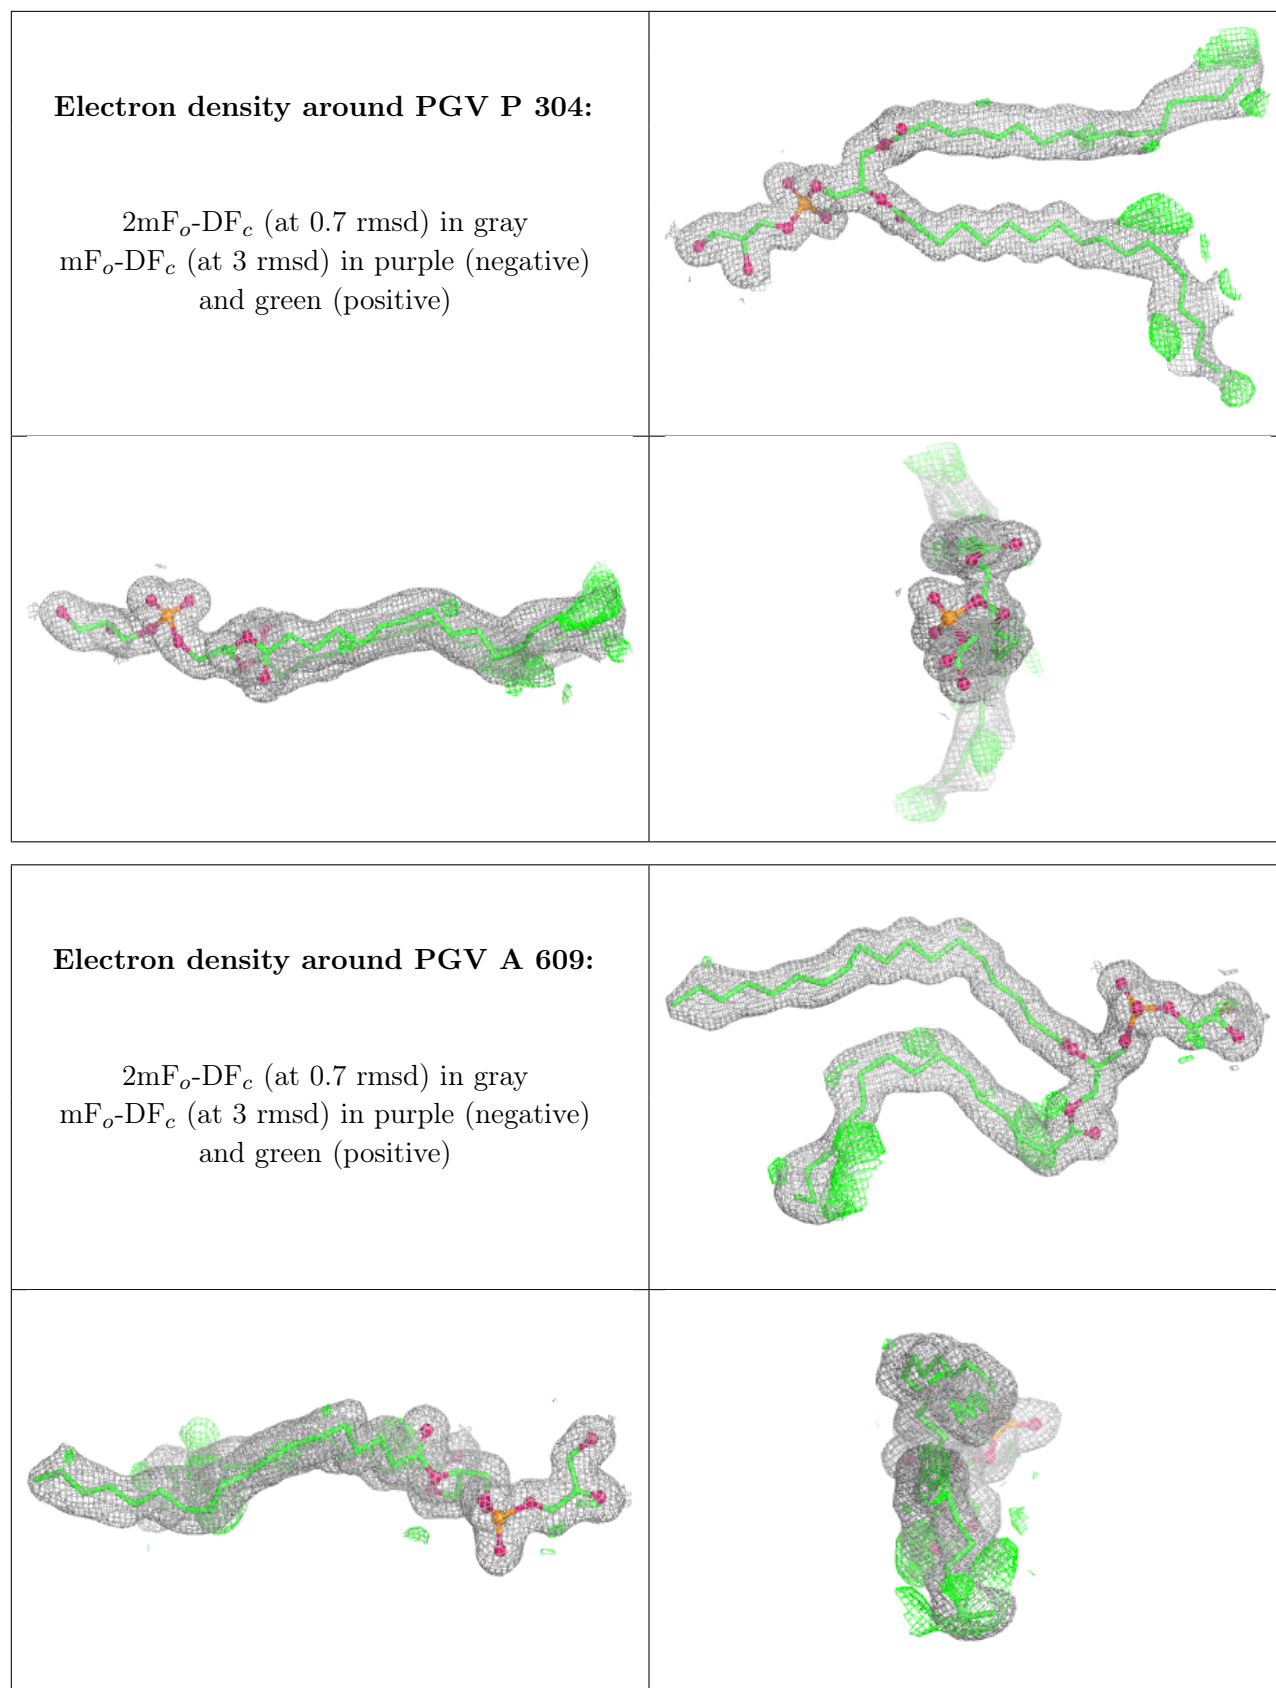 Electron density around PGV P 304:
2mFₒ-DF𝒸 (at 0.7 rmsd) in gray
mFₒ-DF𝒸 (at 3 rmsd) in purple (negative)
and green (positive)
Electron density around PGV A 609:
2mFₒ-DF𝒸 (at 0.7 rmsd) in gray
mFₒ-DF𝒸 (at 3 rmsd) in purple (negative)
and green (positive)